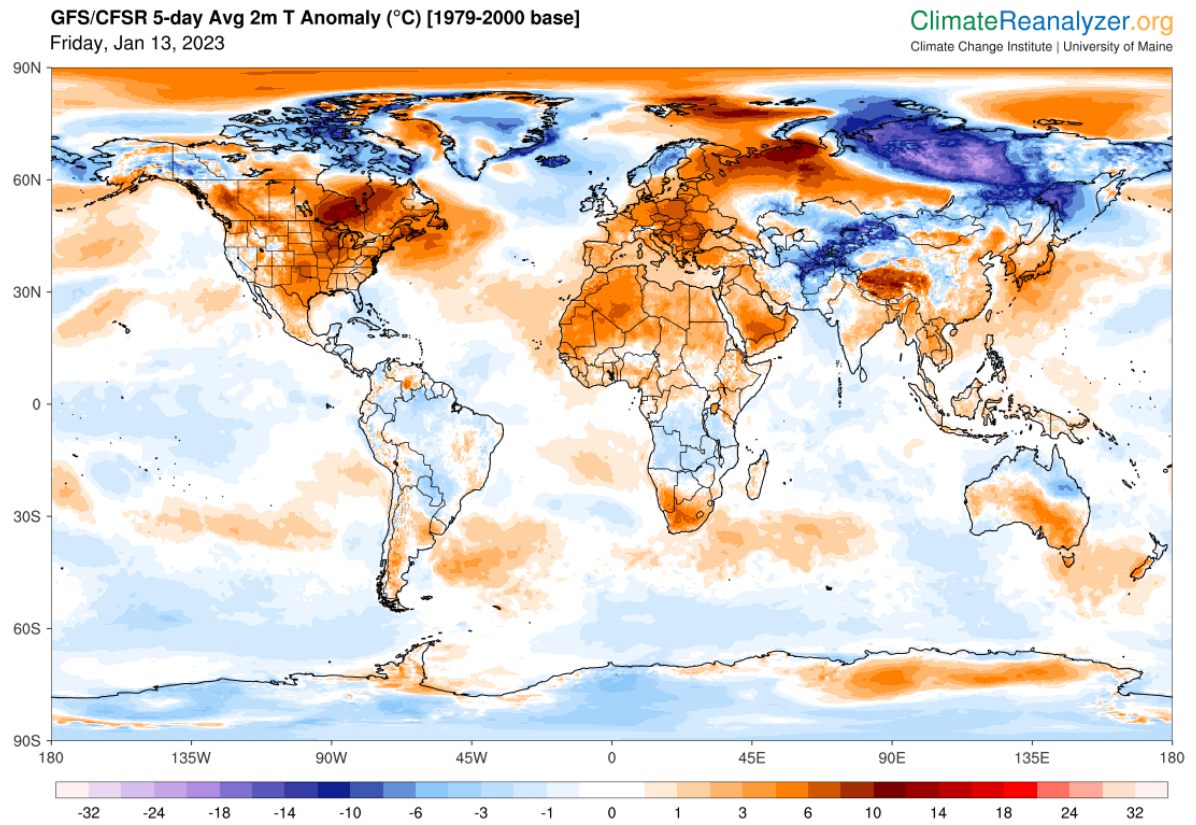 GFS/CFSR 5-day Avg 2m T Anomaly (°C) [1979-2000 base]
Friday, Jan 13, 2023
ClimateReanalyzer.org
Climate Change Institute | University of Maine
90N
60N
30N
0
30S
60S
90S
180 135W 90W 45W 0 45E 90E 135E 180
-32 -24 -18 -14 -10 -6 -3 -1 0 1 3 6 10 14 18 24 32